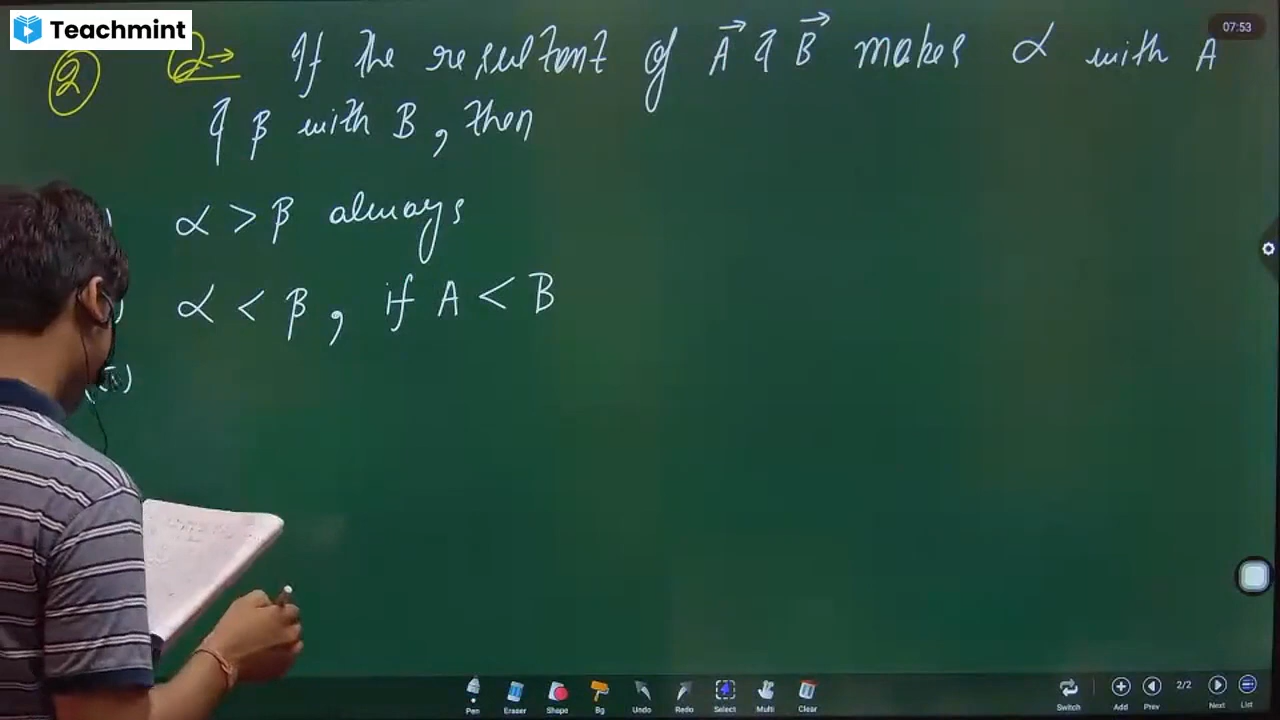 Teachmint
07:53
② Q→ If the resultant of A⃗ & B⃗ makes α with A
& β with B, then
α > β always
α < β, if A < B
Pen Eraser Shape Bg Undo Redo Select Multi Clear Switch Add Prev 2/2 Next List